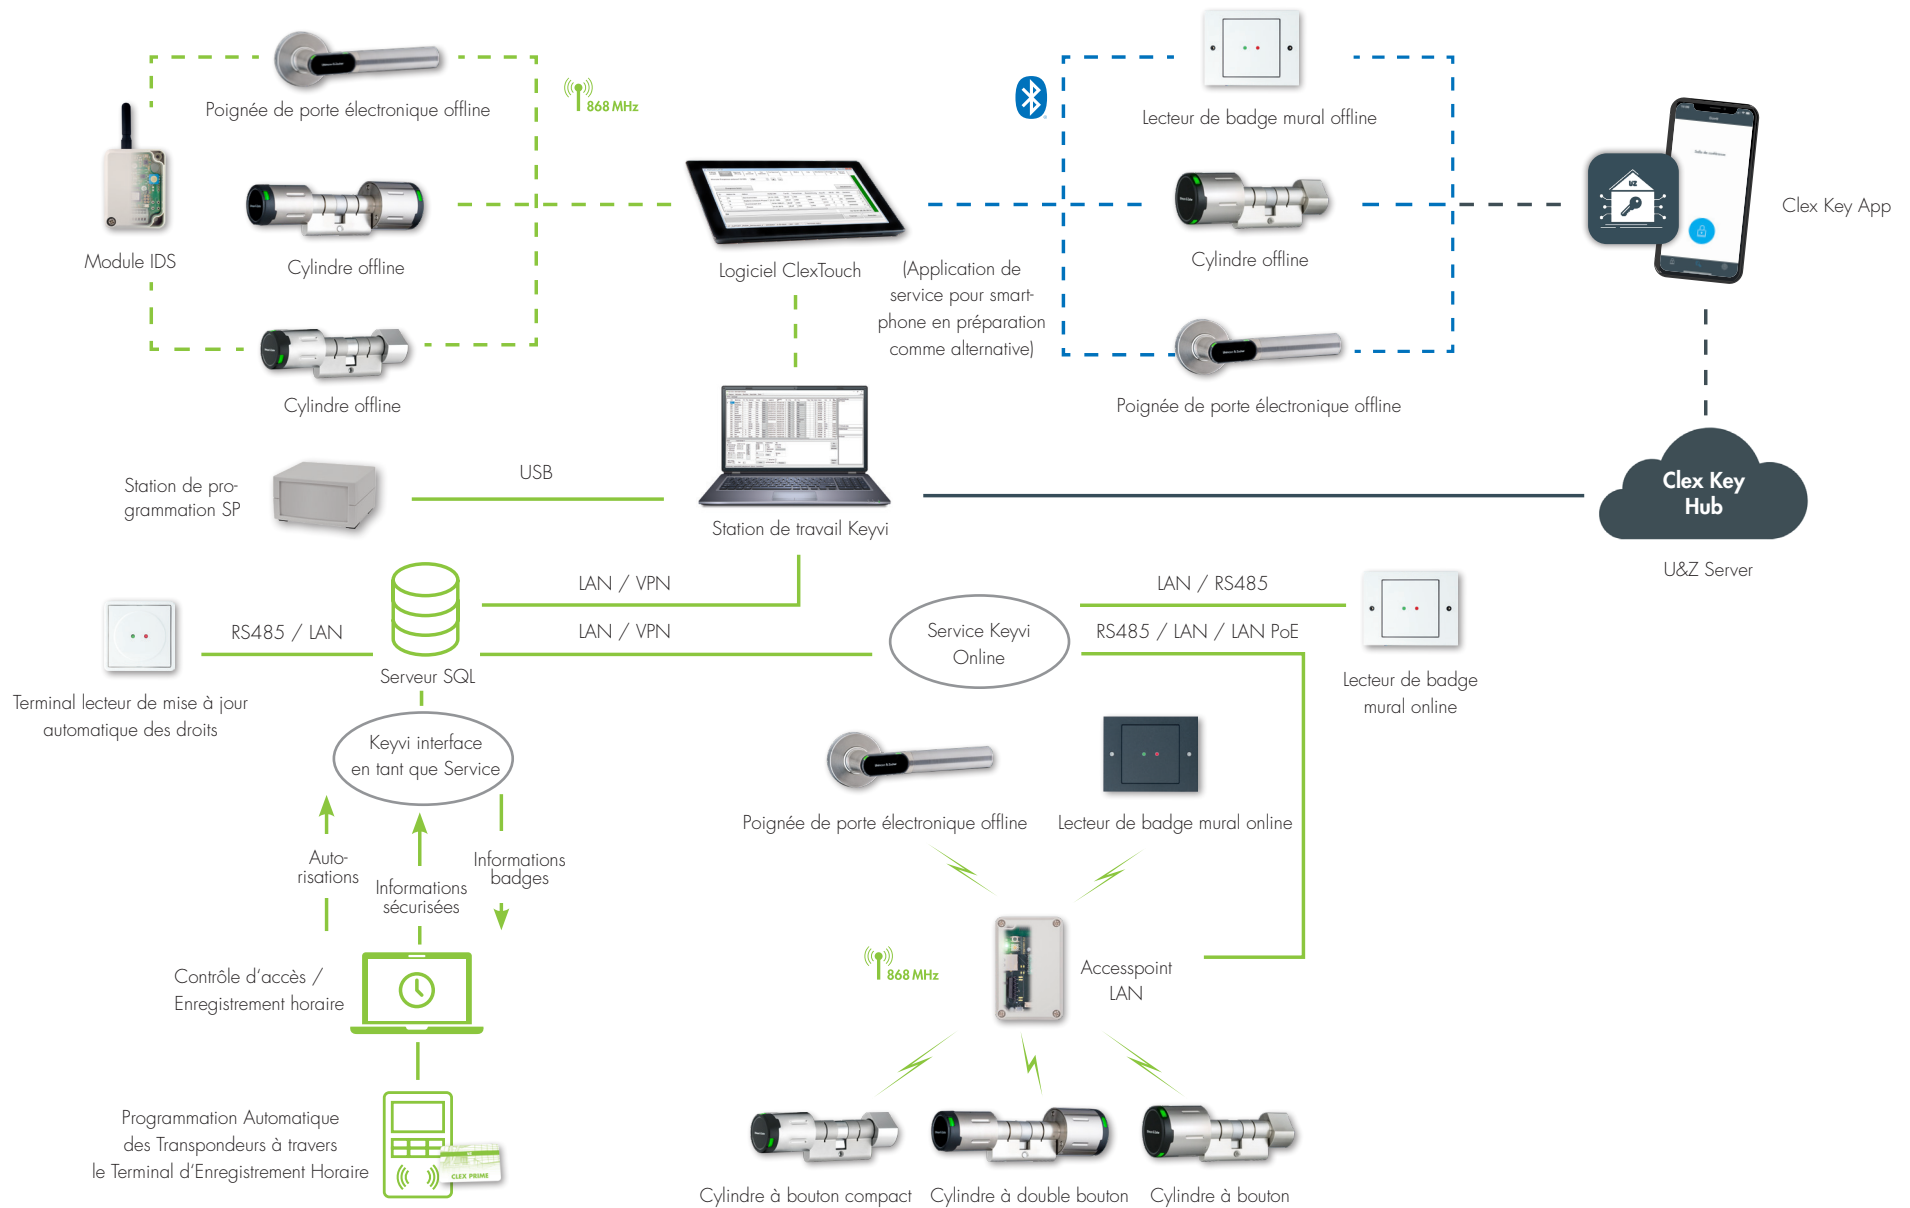 Poignée de porte électronique offline
868 MHz
Module IDS
Cylindre offline
Cylindre offline
Logiciel ClexTouch
(Application de
service pour smart-
phone en préparation
comme alternative)
Lecteur de badge mural offline
Cylindre offline
Poignée de porte électronique offline
Clex Key App
Station de pro-
grammation SP
USB
Station de travail Keyvi
Clex Key
Hub
U&Z Server
LAN / VPN
LAN / RS485
RS485 / LAN
LAN / VPN
Service Keyvi
Online
RS485 / LAN / LAN PoE
Serveur SQL
Terminal lecteur de mise à jour
automatique des droits
Lecteur de badge
mural online
Keyvi interface
en tant que Service
Poignée de porte électronique offline
Lecteur de badge mural online
Auto-
risations
Informations
sécurisées
Informations
badges
Contrôle d'accès /
Enregistrement horaire
868 MHz
Accesspoint
LAN
Programmation Automatique
des Transpondeurs à travers
le Terminal d'Enregistrement Horaire
CLEX PRIME
Cylindre à bouton compact
Cylindre à double bouton
Cylindre à bouton